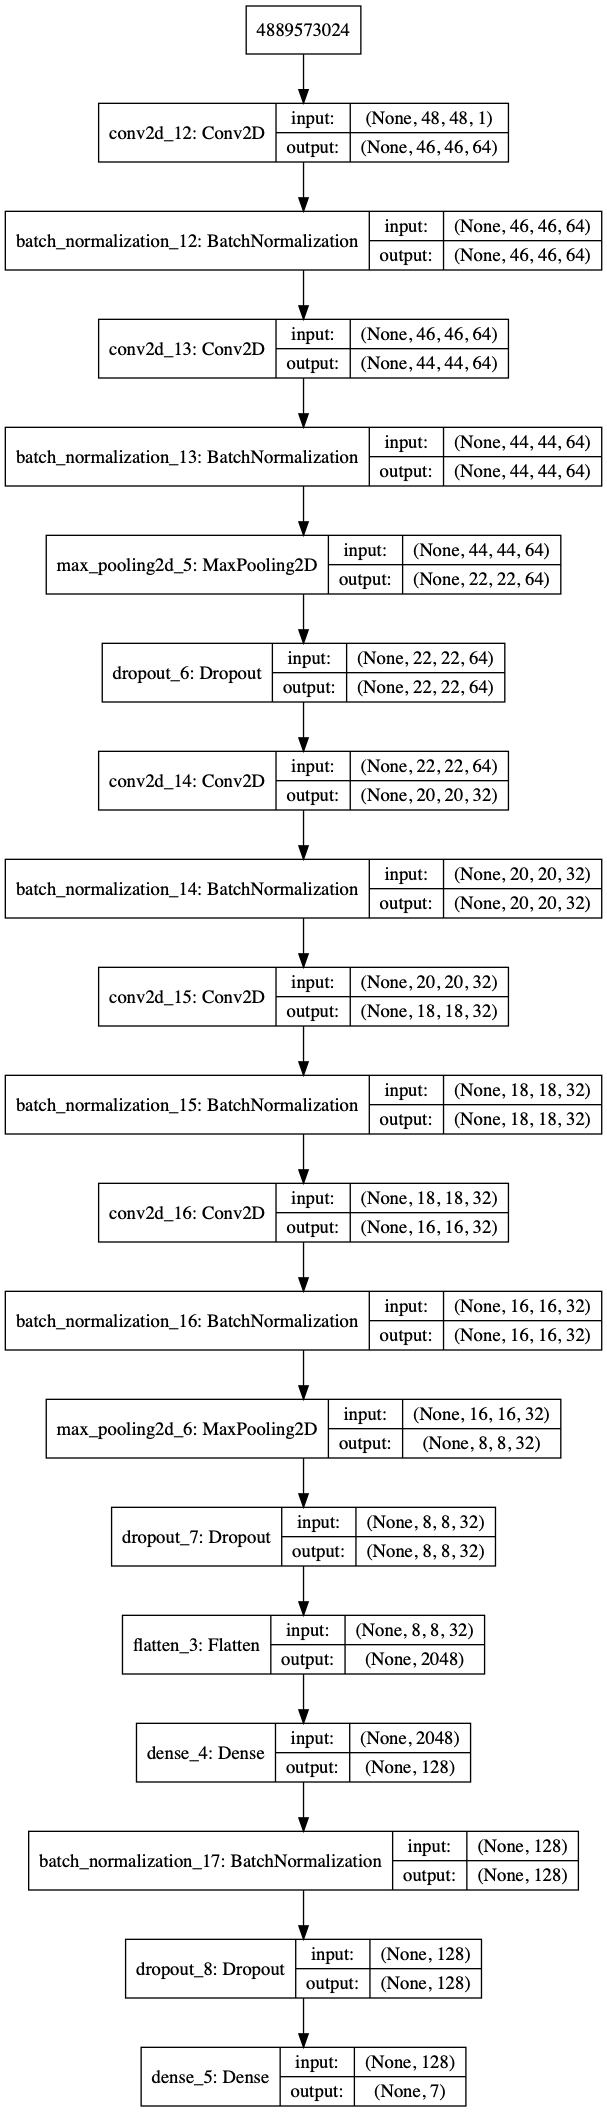 4889573024
conv2d_12: Conv2D
input: (None, 48, 48, 1)
output: (None, 46, 46, 64)
batch_normalization_12: BatchNormalization
input: (None, 46, 46, 64)
output: (None, 46, 46, 64)
conv2d_13: Conv2D
input: (None, 46, 46, 64)
output: (None, 44, 44, 64)
batch_normalization_13: BatchNormalization
input: (None, 44, 44, 64)
output: (None, 44, 44, 64)
max_pooling2d_5: MaxPooling2D
input: (None, 44, 44, 64)
output: (None, 22, 22, 64)
dropout_6: Dropout
input: (None, 22, 22, 64)
output: (None, 22, 22, 64)
conv2d_14: Conv2D
input: (None, 22, 22, 64)
output: (None, 20, 20, 32)
batch_normalization_14: BatchNormalization
input: (None, 20, 20, 32)
output: (None, 20, 20, 32)
conv2d_15: Conv2D
input: (None, 20, 20, 32)
output: (None, 18, 18, 32)
batch_normalization_15: BatchNormalization
input: (None, 18, 18, 32)
output: (None, 18, 18, 32)
conv2d_16: Conv2D
input: (None, 18, 18, 32)
output: (None, 16, 16, 32)
batch_normalization_16: BatchNormalization
input: (None, 16, 16, 32)
output: (None, 16, 16, 32)
max_pooling2d_6: MaxPooling2D
input: (None, 16, 16, 32)
output: (None, 8, 8, 32)
dropout_7: Dropout
input: (None, 8, 8, 32)
output: (None, 8, 8, 32)
flatten_3: Flatten
input: (None, 8, 8, 32)
output: (None, 2048)
dense_4: Dense
input: (None, 2048)
output: (None, 128)
batch_normalization_17: BatchNormalization
input: (None, 128)
output: (None, 128)
dropout_8: Dropout
input: (None, 128)
output: (None, 128)
dense_5: Dense
input: (None, 128)
output: (None, 7)